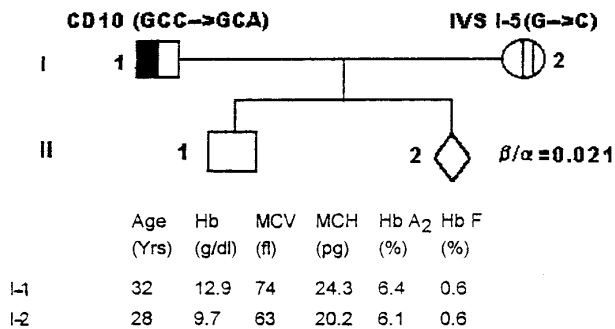 CD10 (GCC->GCA) IVS I-5(G->C)
I 1 2
II 1 2 β/α=0.021
Age Hb MCV MCH Hb A2 Hb F
(Yrs) (g/dl) (fl) (pg) (%) (%)
I-1 32 12.9 74 24.3 6.4 0.6
I-2 28 9.7 63 20.2 6.1 0.6